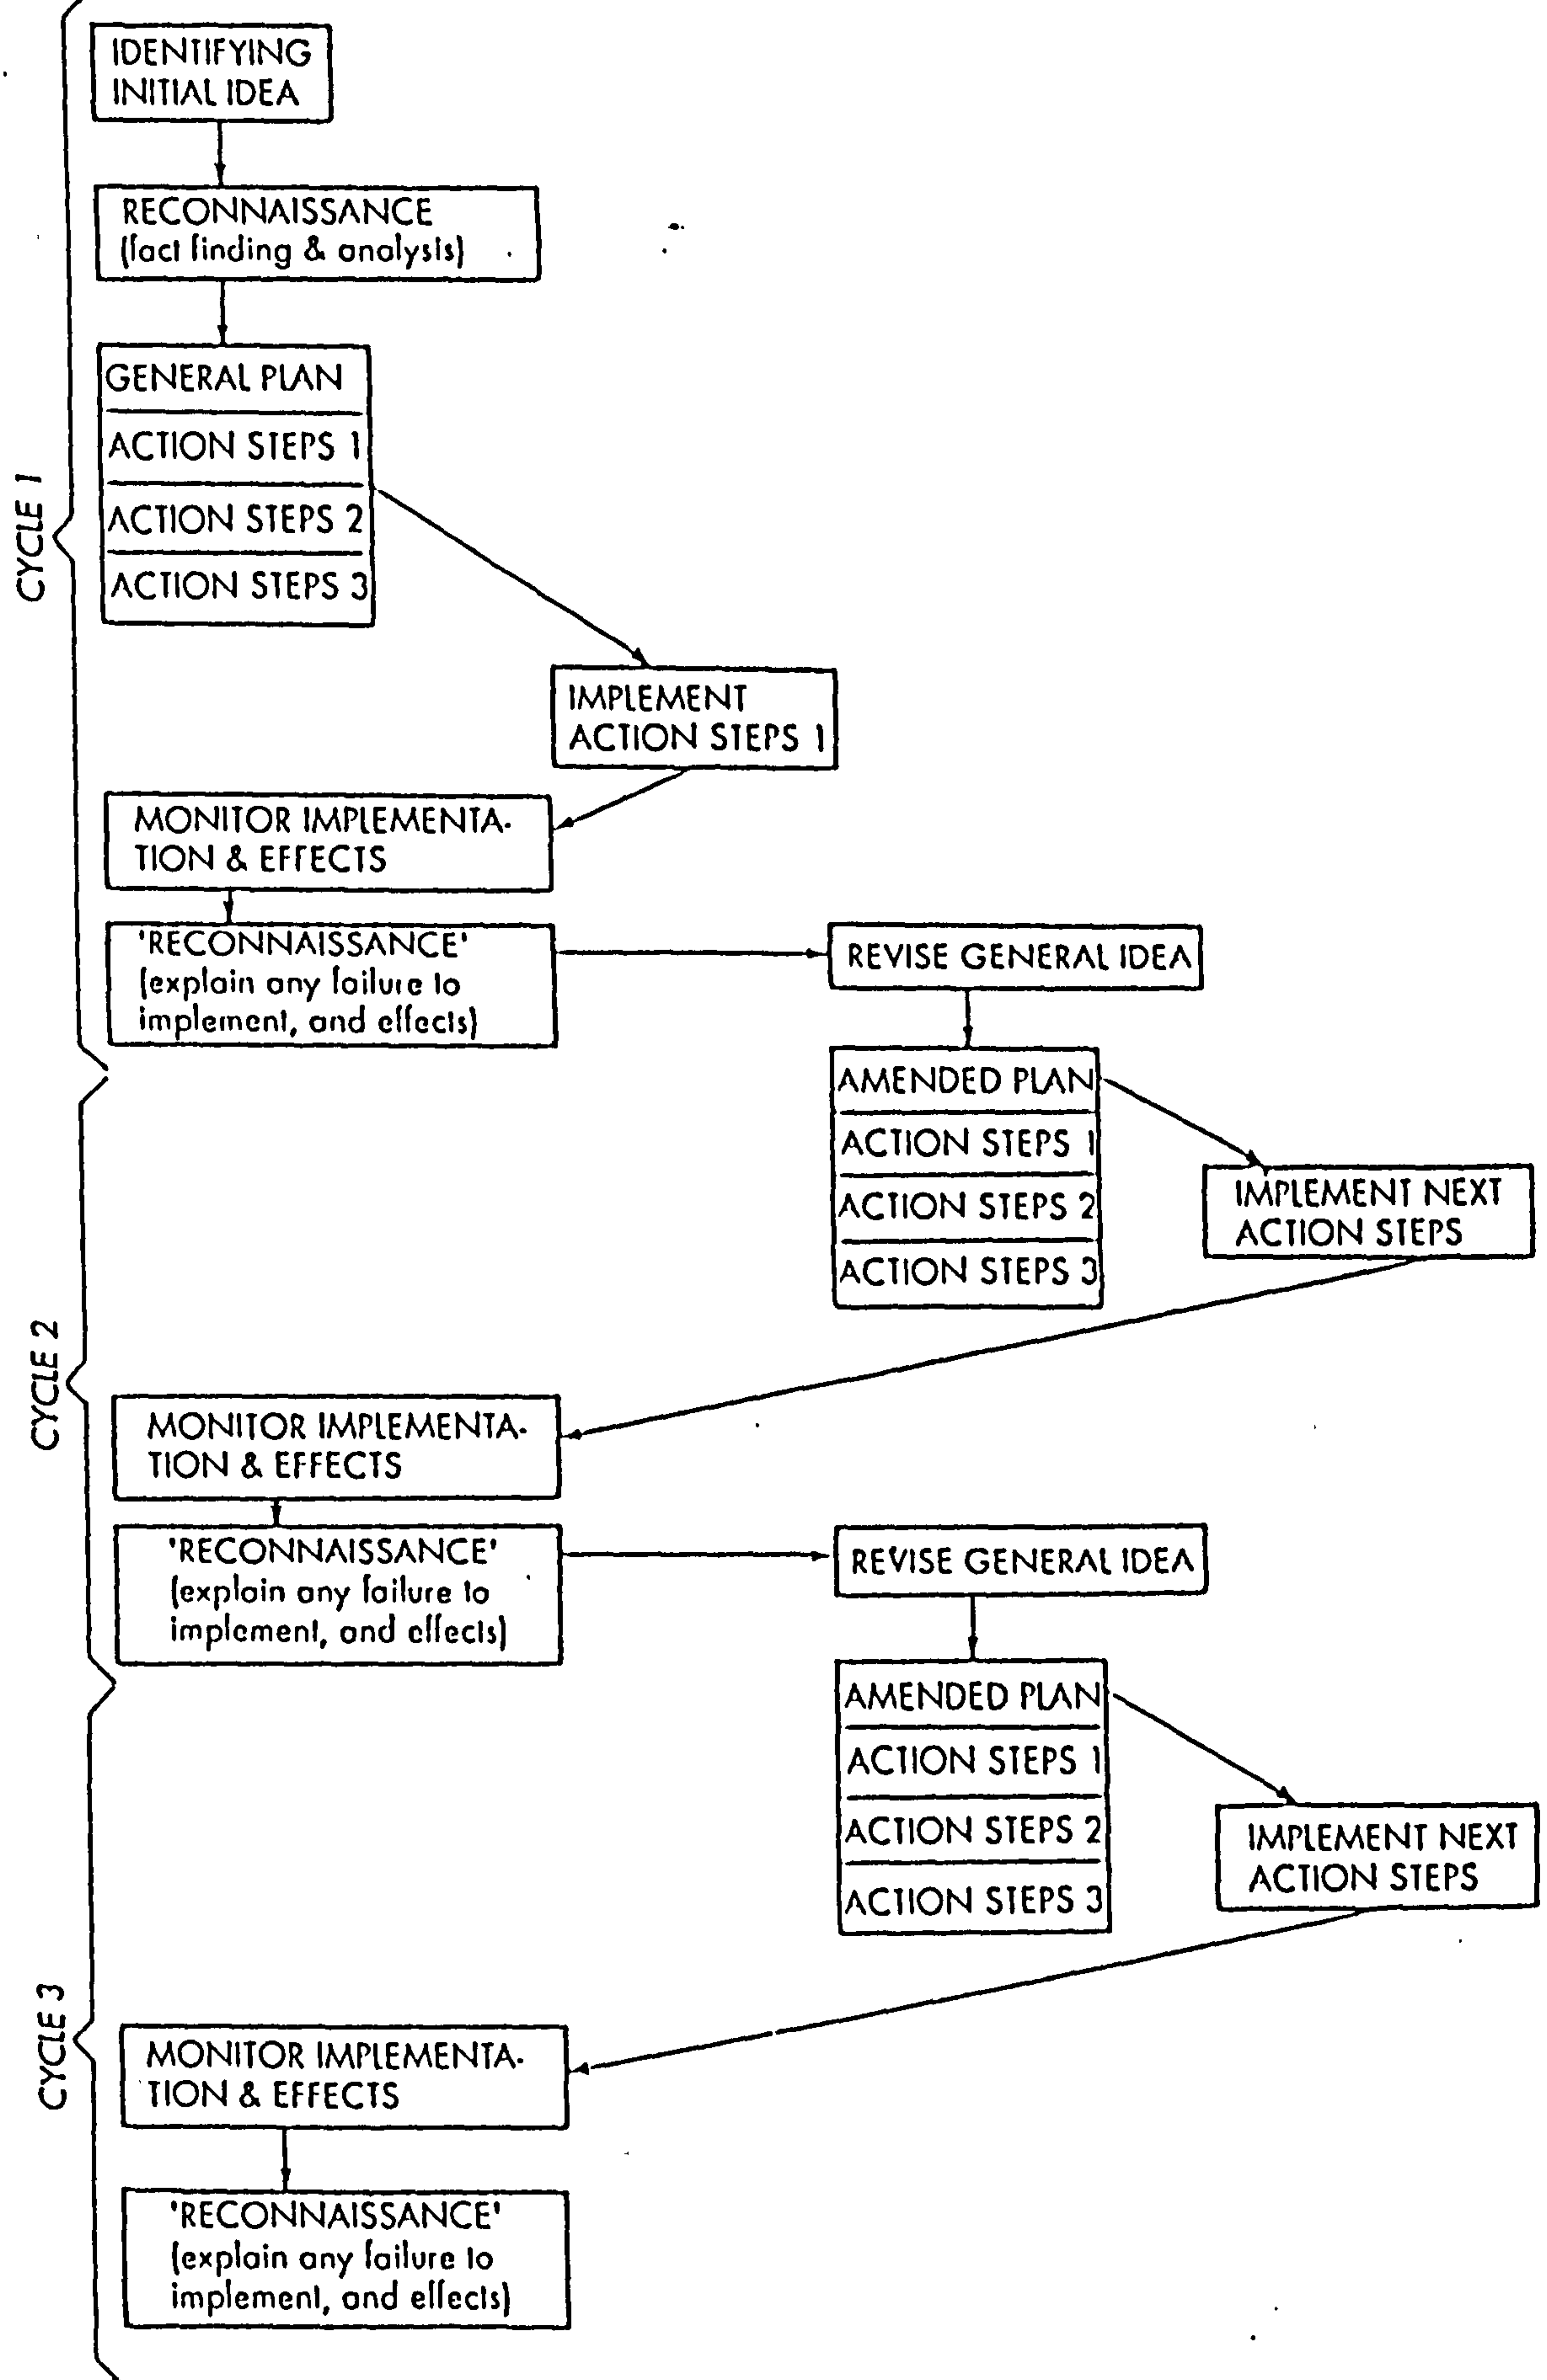 IDENTIFYING
INITIAL IDEA
RECONNAISSANCE
(fact finding & analysis)
GENERAL PLAN
ACTION STEPS 1
ACTION STEPS 2
ACTION STEPS 3
CYCLE 1
IMPLEMENT
ACTION STEPS 1
MONITOR IMPLEMENTA-
TION & EFFECTS
'RECONNAISSANCE'
(explain any failure to
implement, and effects)
REVISE GENERAL IDEA
AMENDED PLAN
ACTION STEPS 1
ACTION STEPS 2
ACTION STEPS 3
IMPLEMENT NEXT
ACTION STEPS
CYCLE 2
MONITOR IMPLEMENTA-
TION & EFFECTS
'RECONNAISSANCE'
(explain any failure to
implement, and effects)
REVISE GENERAL IDEA
AMENDED PLAN
ACTION STEPS 1
ACTION STEPS 2
ACTION STEPS 3
IMPLEMENT NEXT
ACTION STEPS
CYCLE 3
MONITOR IMPLEMENTA-
TION & EFFECTS
'RECONNAISSANCE'
(explain any failure to
implement, and effects)